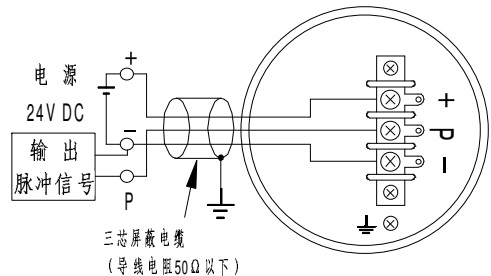 电 源
24V DC
+
-
输 出
脉冲信号
P
三芯屏蔽电缆
(导线电阻50Ω以下)
+
P
-